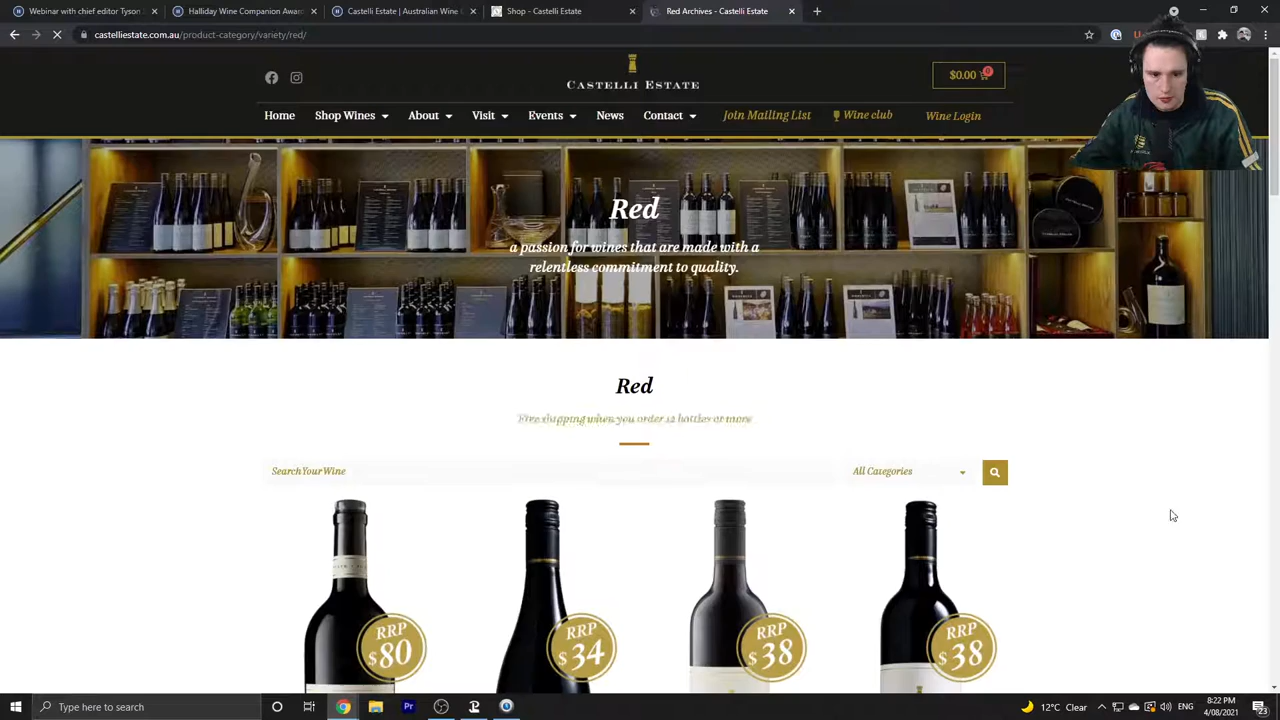 Webinar with chief editor Tyson S
Halliday Wine Companion Award
Castelli Estate | Australian Wine C
Shop - Castelli Estate
Red Archives - Castelli Estate
castelliestate.com.au/product-category/variety/red/
CASTELLI ESTATE
$0.00
0
Home
Shop Wines
About
Visit
Events
News
Contact
Join Mailing List
Wine club
Wine Login
Red
a passion for wines that are made with a
relentless commitment to quality.
Red
Free shipping when you order 12 bottles or more
Search Your Wine
All Categories
RRP
$80
RRP
$34
RRP
$38
RRP
$38
Type here to search
Pr
12°C Clear
8:22 PM
4/08/2021
23